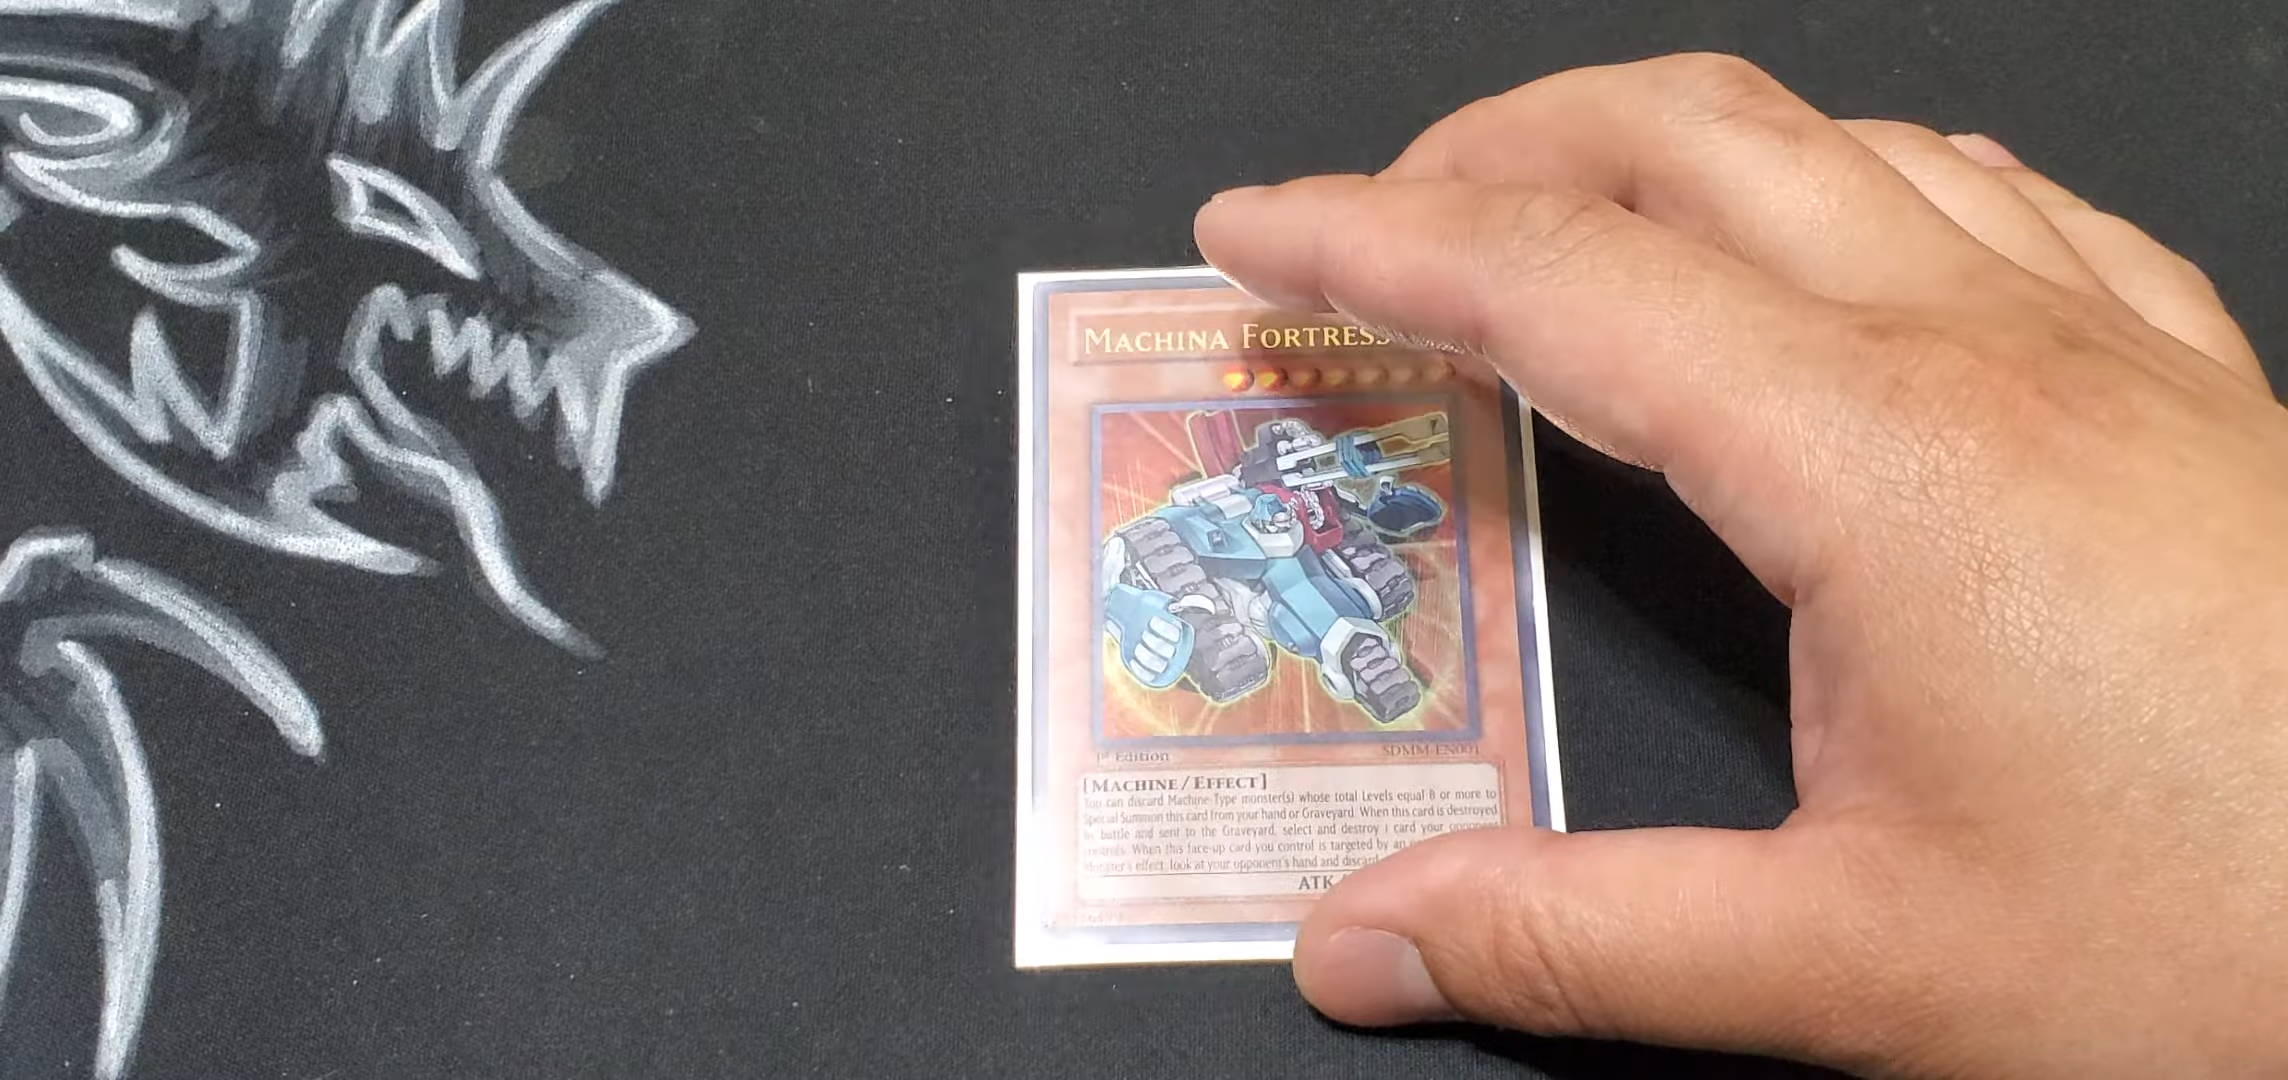 MACHINA FORTRESS
1st Edition
SDMM-EN001
[MACHINE/EFFECT]
You can discard Machine-Type monster(s) whose total Levels equal 8 or more to
Special Summon this card from your hand or Graveyard. When this card is destroyed
by battle and sent to the Graveyard, select and destroy 1 card your opponent
controls. When this face-up card you control is targeted by an
Monster's effect, look at your opponent's hand and discard
ATK